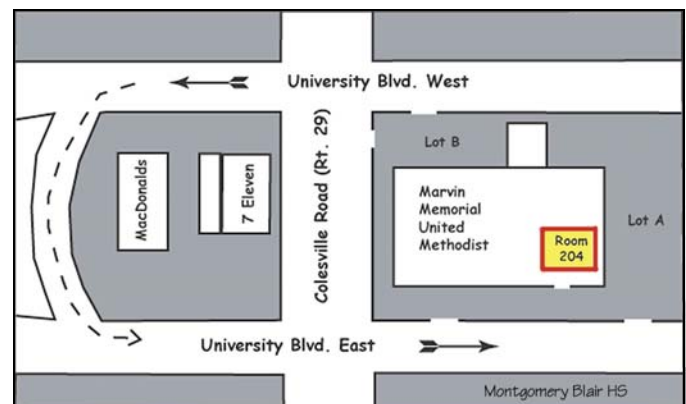 University Blvd. West
MacDonalds
7 Eleven
Colesville Road (Rt. 29)
Lot B
Marvin
Memorial
United
Methodist
Room
204
Lot A
University Blvd. East
Montgomery Blair HS